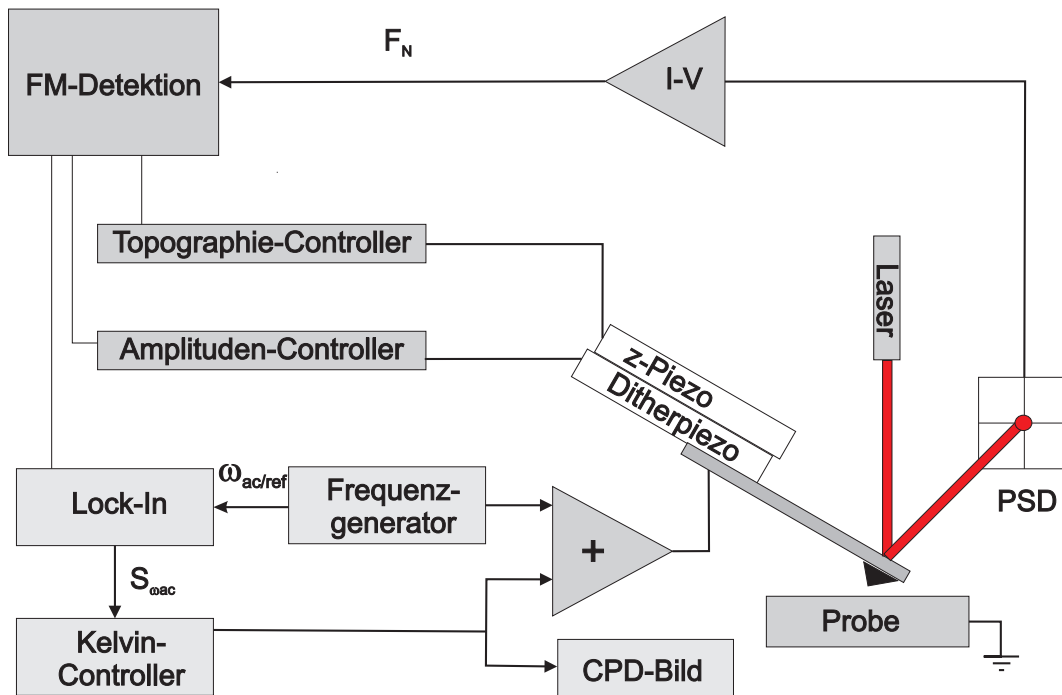 F_N
FM-Detektion
I-V
Topographie-Controller
Laser
Amplituden-Controller
z-Piezo
Ditherpiezo
ω_ac/ref
Lock-In
Frequenz-
generator
PSD
+
S_ωac
Probe
Kelvin-
Controller
CPD-Bild